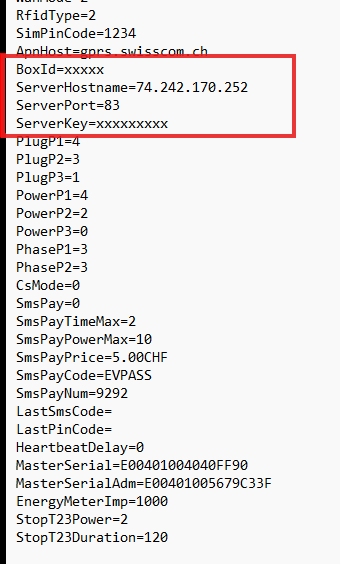 RfidType=2
SimPinCode=1234
ApnHost=gprs.swisscom.ch
BoxId=xxxxx
ServerHostname=74.242.170.252
ServerPort=83
ServerKey=xxxxxxxxx
PlugP1=4
PlugP2=3
PlugP3=1
PowerP1=4
PowerP2=2
PowerP3=0
PhaseP1=3
PhaseP2=3
CsMode=0
SmsPay=0
SmsPayTimeMax=2
SmsPayPowerMax=10
SmsPayPrice=5.00CHF
SmsPayCode=EVPASS
SmsPayNum=9292
LastSmsCode=
LastPinCode=
HeartbeatDelay=0
MasterSerial=E00401004040FF90
MasterSerialAdm=E00401005679C33F
EnergyMeterImp=1000
StopT23Power=2
StopT23Duration=120